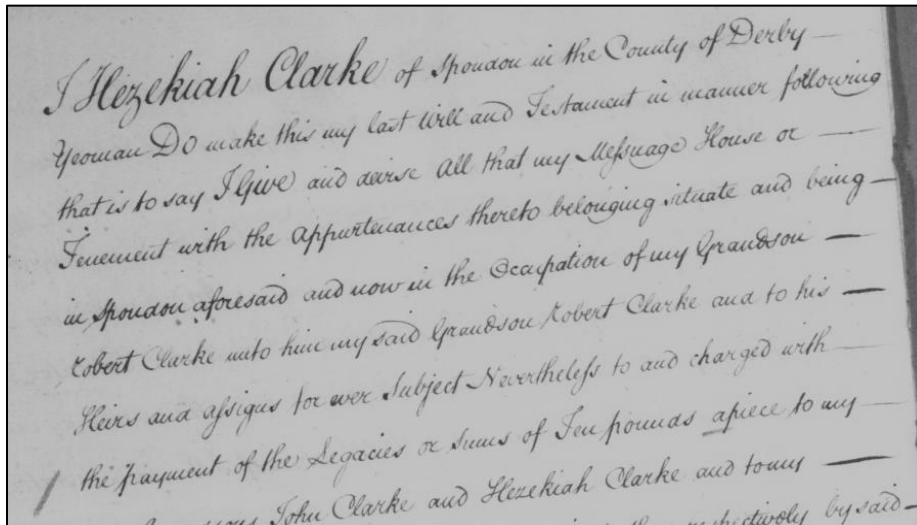 I Hezekiah Clarke of Spondon in the County of Derby —
Yeoman Do make this my last Will and Testament in manner following
that is to say I Give and devise all that my Messuage House or —
Tenement with the appurtenances thereto belonging situate and being —
in Spondon aforesaid and now in the Occupation of my Grandson —
Robert Clarke unto him my said Grandson Robert Clarke and to his —
Heirs and assigns for ever Subject Nevertheless to and charged with —
the payment of the Legacies or Sums of Ten pounds apiece to my —
John Clarke and Hezekiah Clarke and to my —
respectively by said —